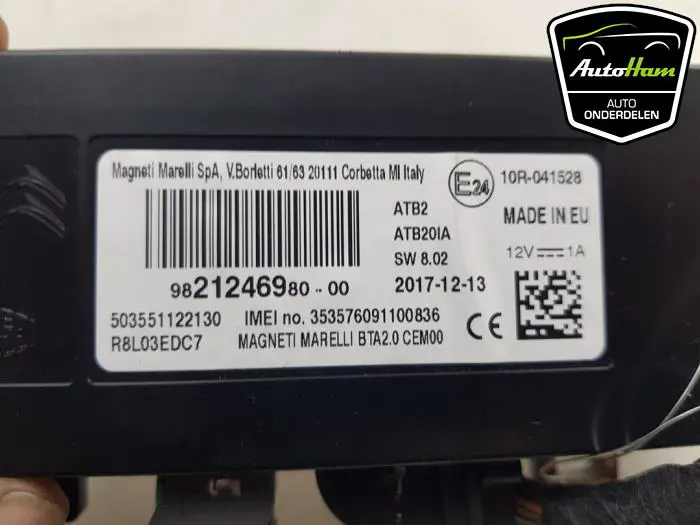 AutoHam
AUTO
ONDERDELEN
Magneti Marelli SpA, V.Borletti 61/63 20111 Corbetta MI Italy
E24
10R-041528
ATB2
MADE IN EU
ATB20IA
SW 8.02
12V⎓1A
9821246980-00
2017-12-13
503551122130
IMEI no. 353576091100836
R8L03EDC7
MAGNETI MARELLI BTA2.0 CEM00
CE